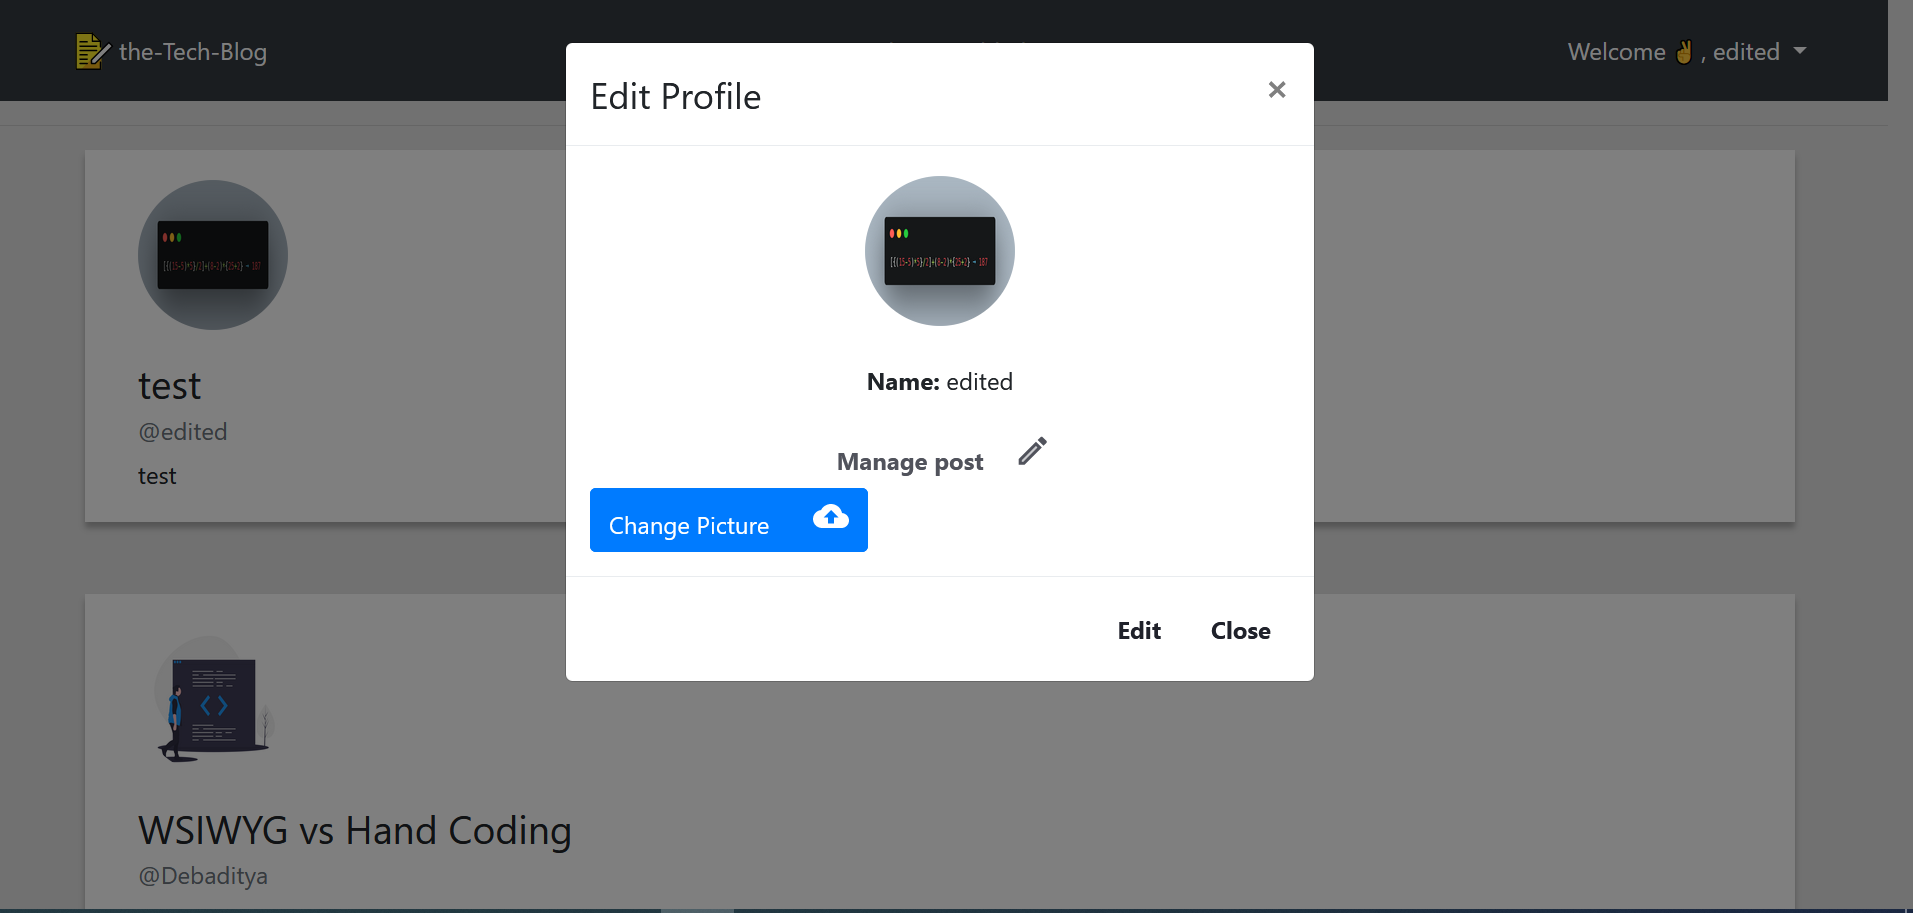 the-Tech-Blog
Welcome ✌, edited
Edit Profile
×
Name: edited
Manage post
Change Picture
Edit Close
test
@edited
test
WSIWYG vs Hand Coding
@Debaditya